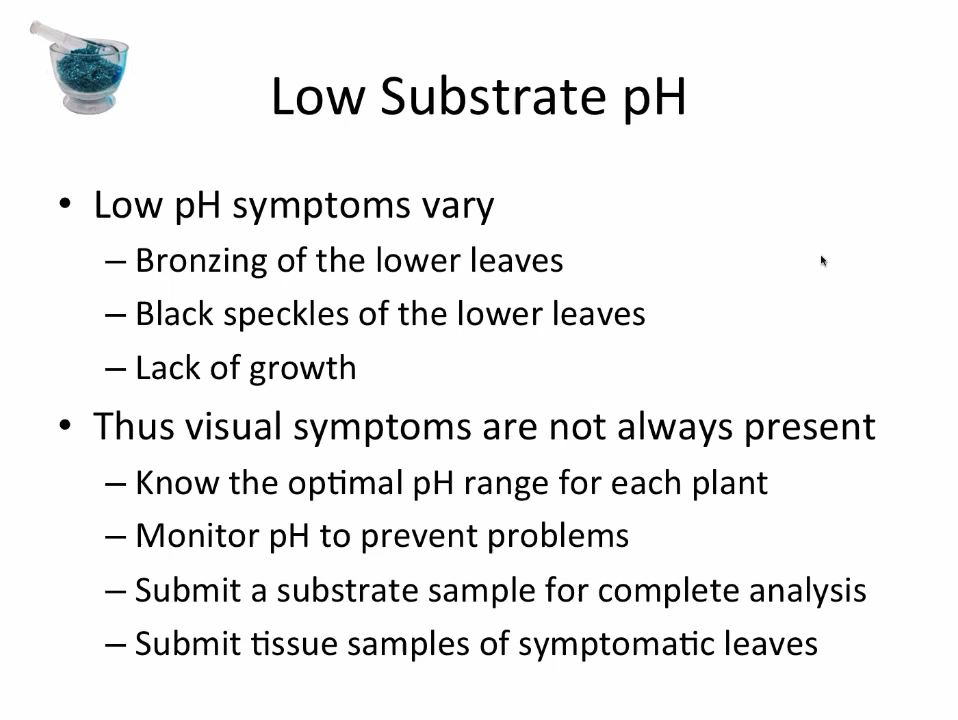 Low Substrate pH
• Low pH symptoms vary
– Bronzing of the lower leaves
– Black speckles of the lower leaves
– Lack of growth
• Thus visual symptoms are not always present
– Know the optimal pH range for each plant
– Monitor pH to prevent problems
– Submit a substrate sample for complete analysis
– Submit tissue samples of symptomatic leaves